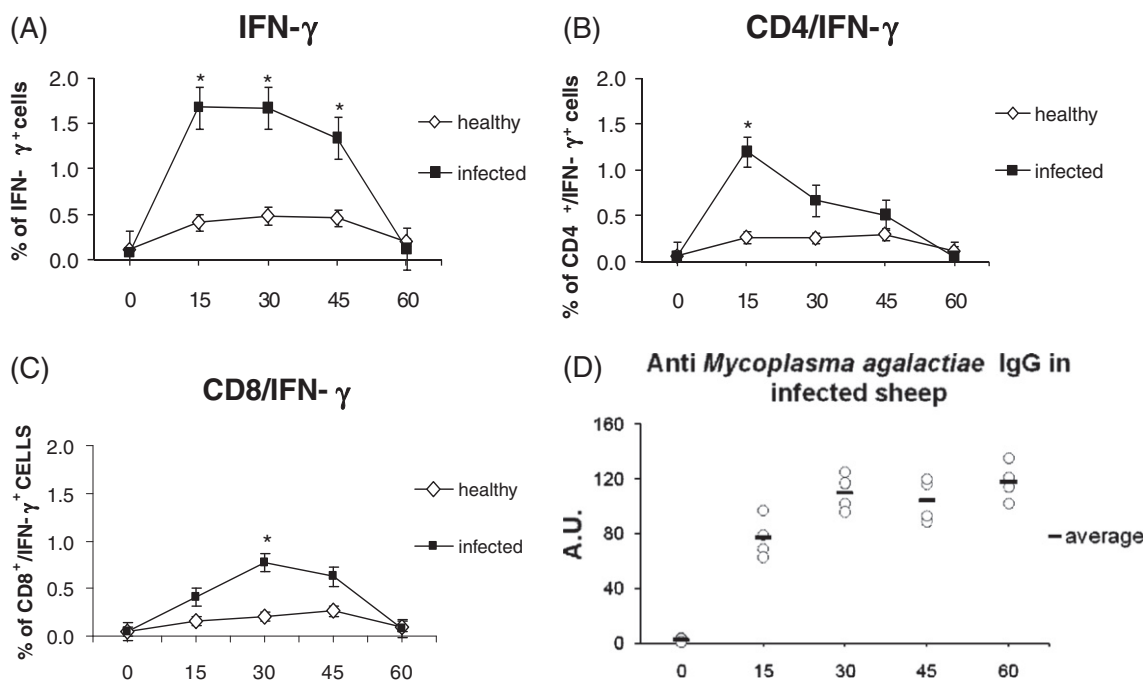 (A)
IFN-γ
% of IFN- γ⁺ cells
2.0
1.5
1.0
0.5
0.0
* * *
0 15 30 45 60
healthy
infected
(B)
CD4/IFN-γ
% of CD4 ⁺/IFN- γ⁺ cells
2.0
1.5
1.0
0.5
0.0
*
0 15 30 45 60
healthy
infected
(C)
CD8/IFN- γ
% of CD8⁺/IFN-γ⁺ CELLS
2.0
1.5
1.0
0.5
0.0
*
0 15 30 45 60
healthy
infected
(D)
Anti Mycoplasma agalactiae IgG in
infected sheep
A.U.
160
120
80
40
0
0 15 30 45 60
average